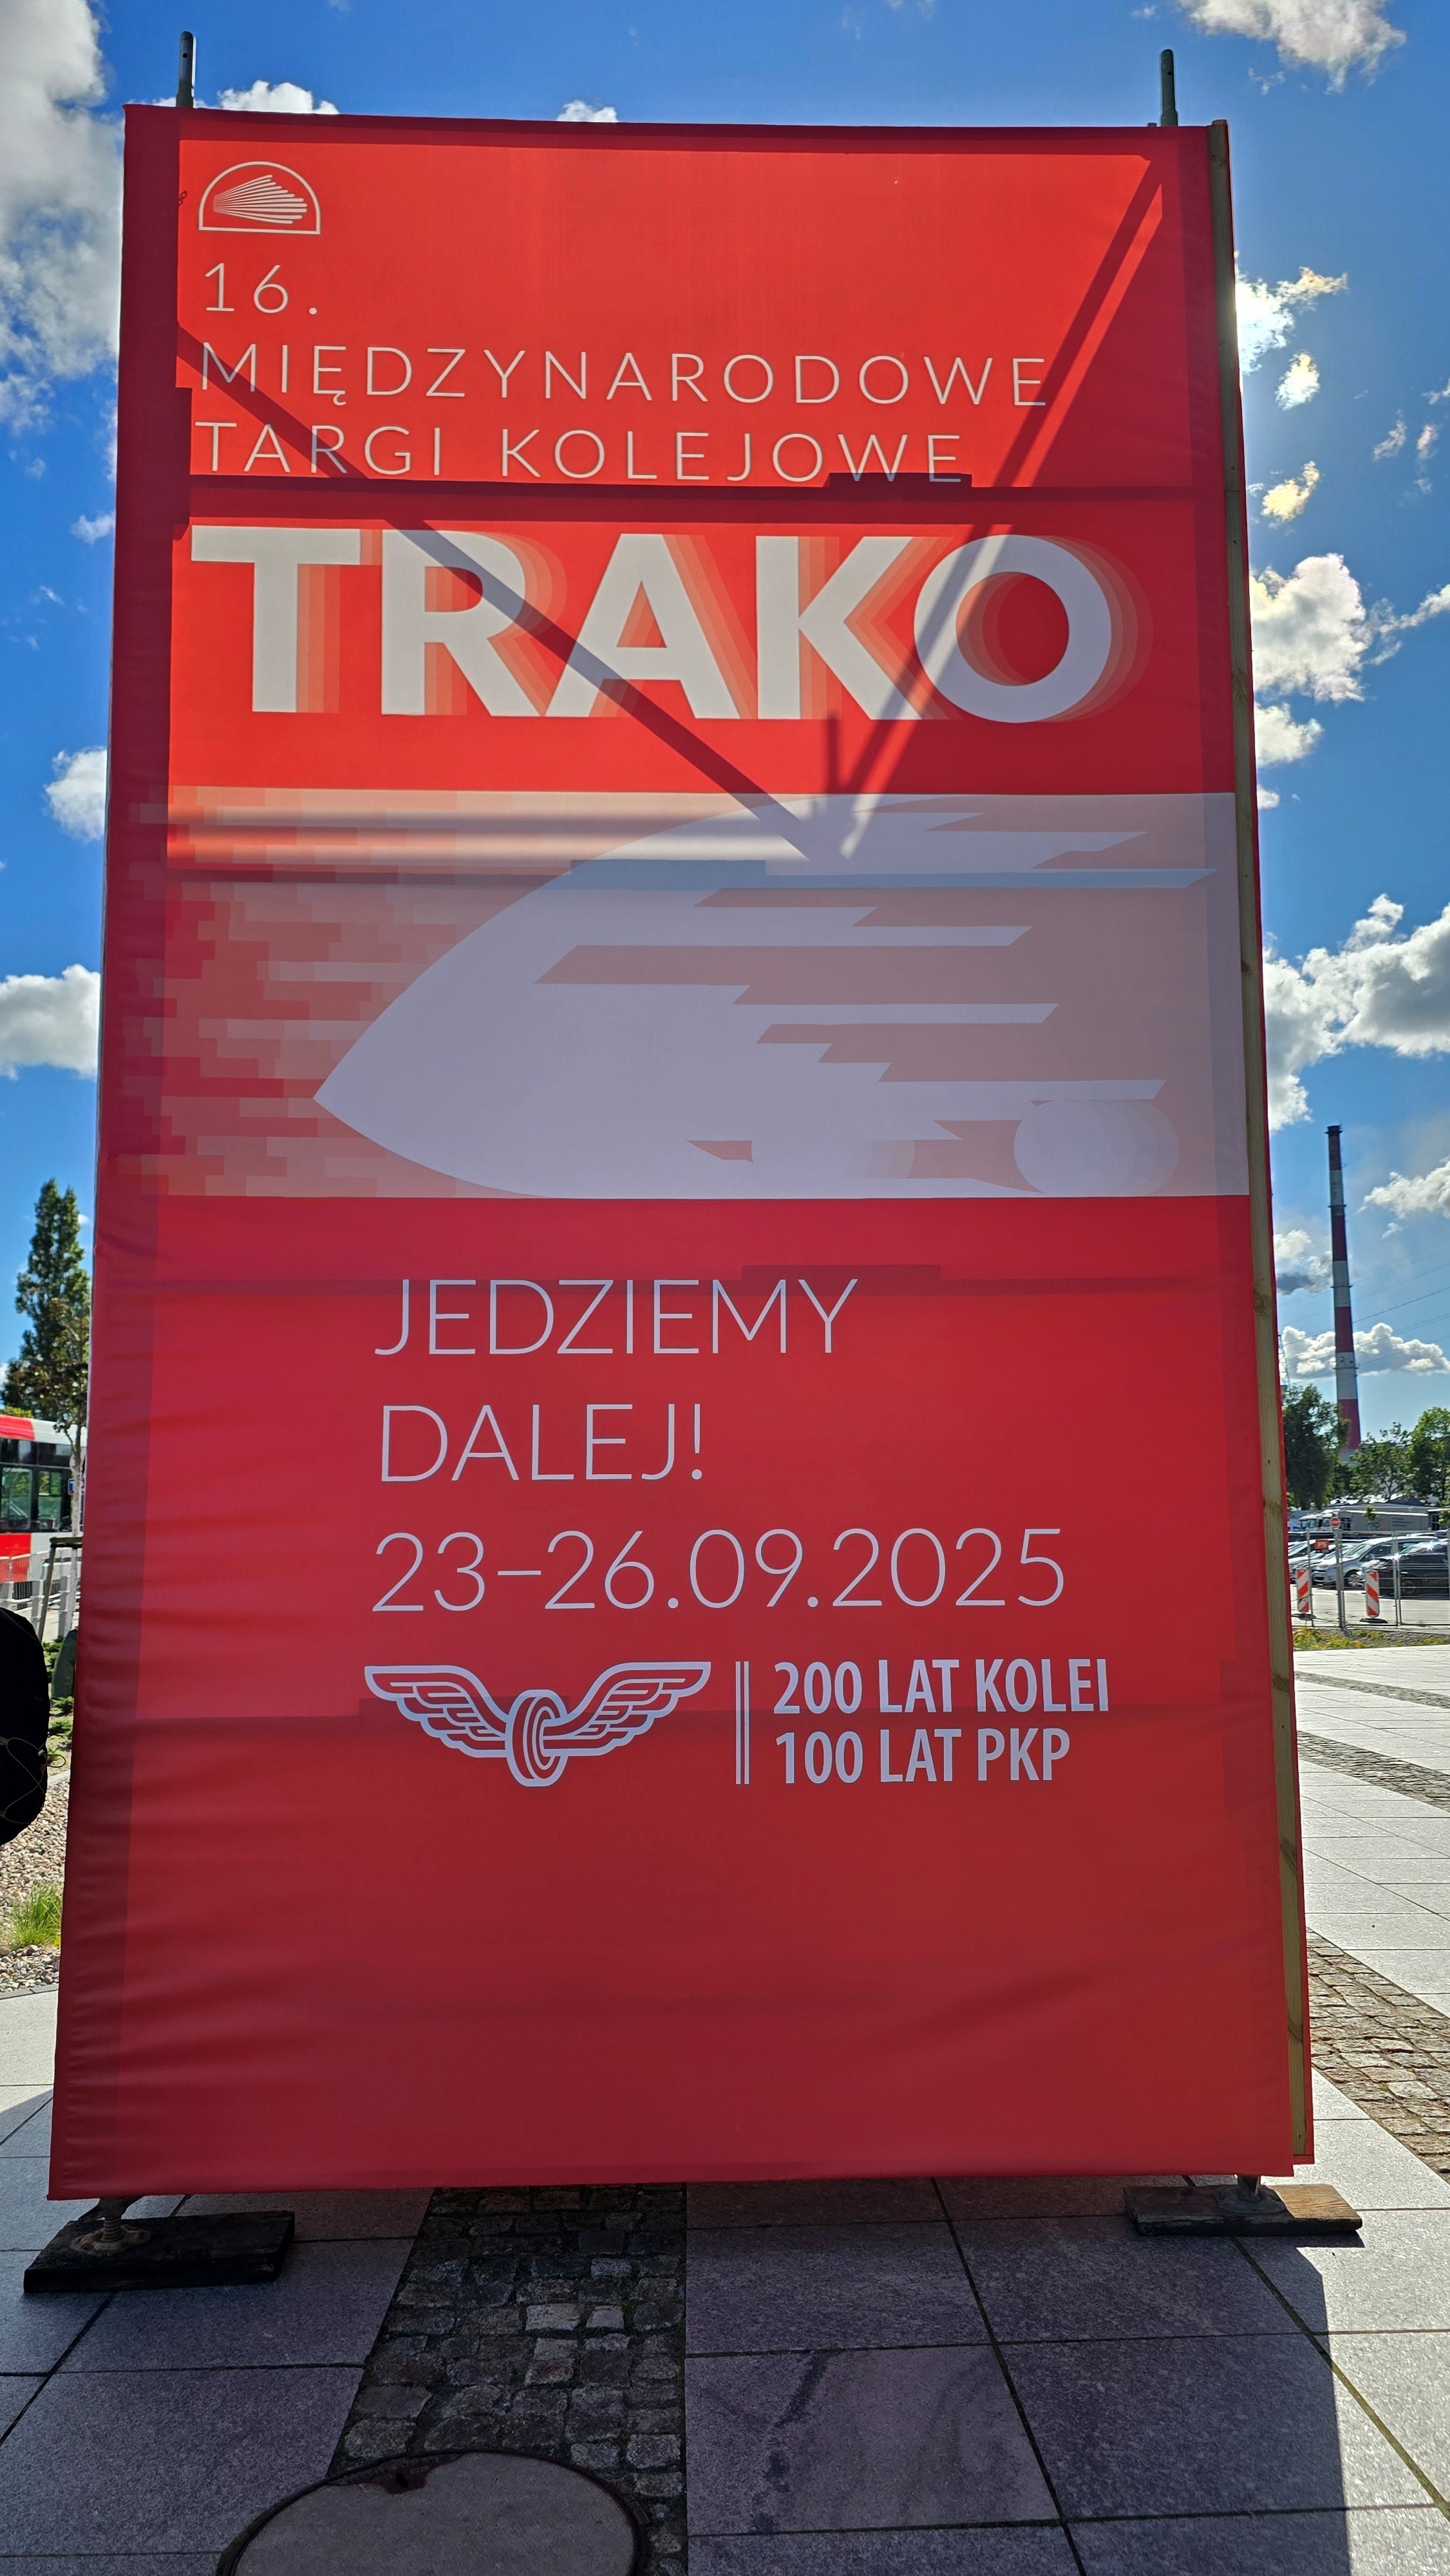 16.
MIĘDZYNARODOWE
TARGI KOLEJOWE
TRAKO
JEDZIEMY
DALEJ!
23–26.09.2025
200 LAT KOLEI
100 LAT PKP